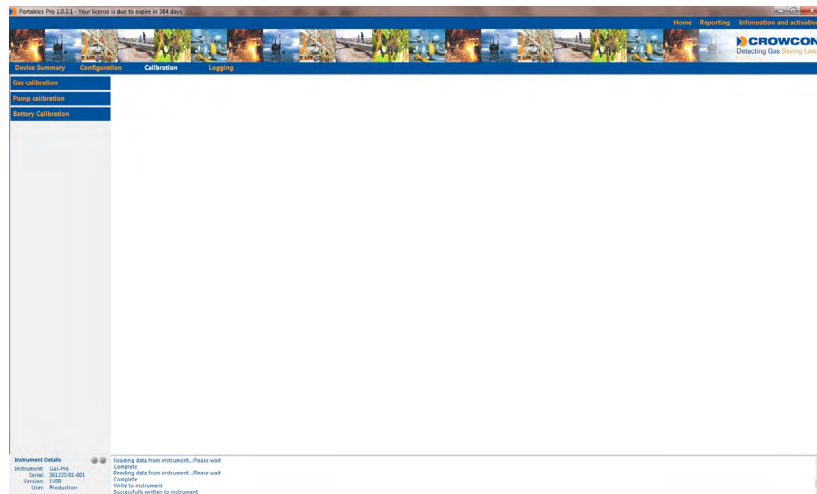 Portables-Pro 1.0.3.1 - Your license is due to expire in 364 days
Home Reporting Information and activation
CROWCON
Detecting Gas Saving Live
Device Summary Configuration Calibration Logging
Gas calibration
Pump calibration
Battery Calibration
Instrument Details
Instrument: Gas-Pro
Serial: 361225/01-001
Version: 1V08
User: Production
Reading data from instrument...Please wait
Complete
Reading data from instrument...Please wait
Complete
Write to instrument
Successfully written to instrument